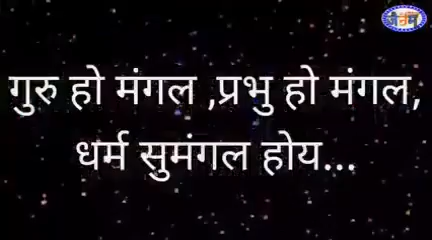 गुरु हो मंगल ,प्रभु हो मंगल,
धर्म सुमंगल होय...